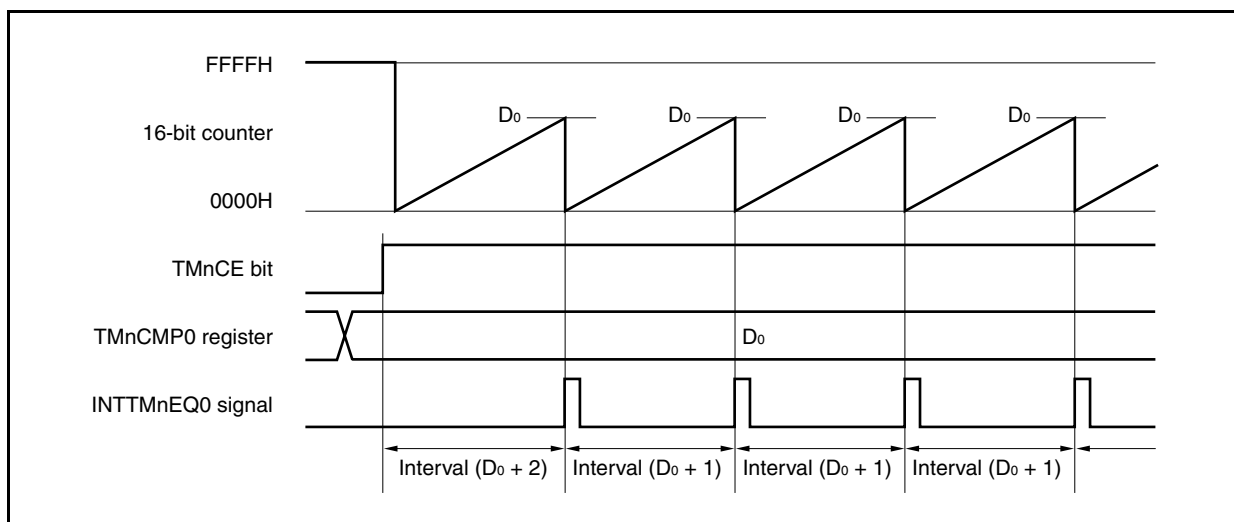 FFFFH
D₀ D₀ D₀ D₀
16-bit counter
0000H
TMnCE bit
TMnCMP0 register D₀
INTTMnEQ0 signal
Interval (D₀ + 2) Interval (D₀ + 1) Interval (D₀ + 1) Interval (D₀ + 1)